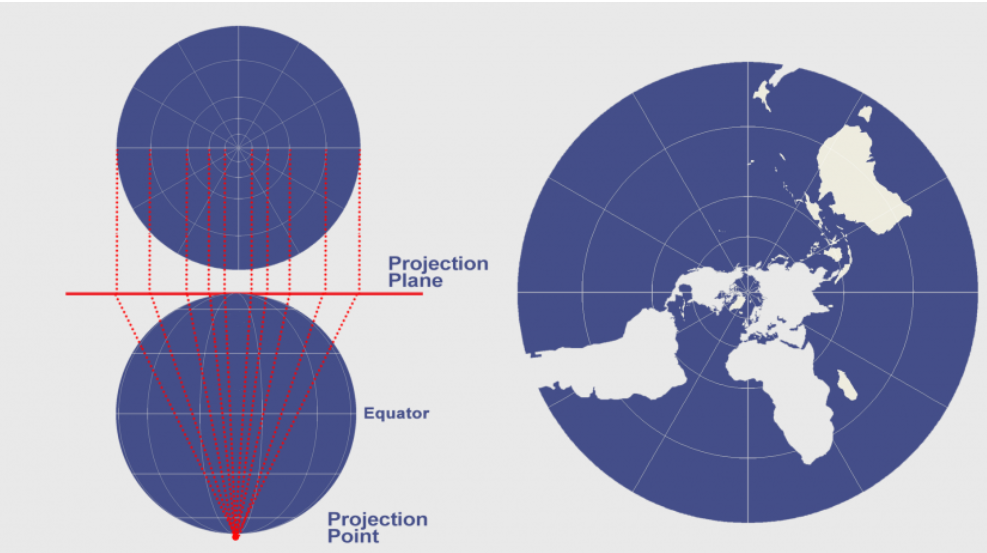 Projection
Plane
Equator
Projection
Point